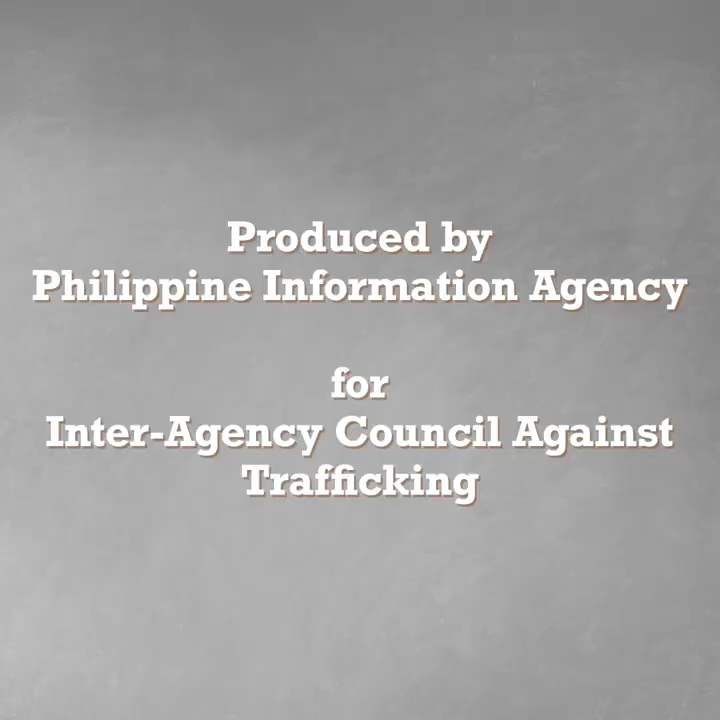 Produced by
Philippine Information Agency
for
Inter-Agency Council Against
Trafficking